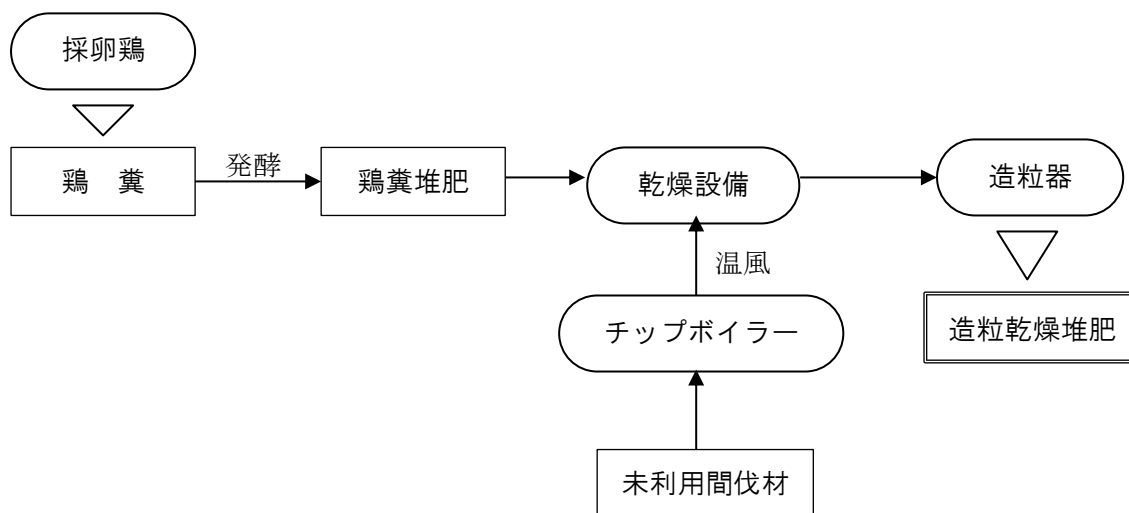 採卵鶏
鶏　糞
発酵
鶏糞堆肥
乾燥設備
造粒器
温風
チップボイラー
造粒乾燥堆肥
未利用間伐材